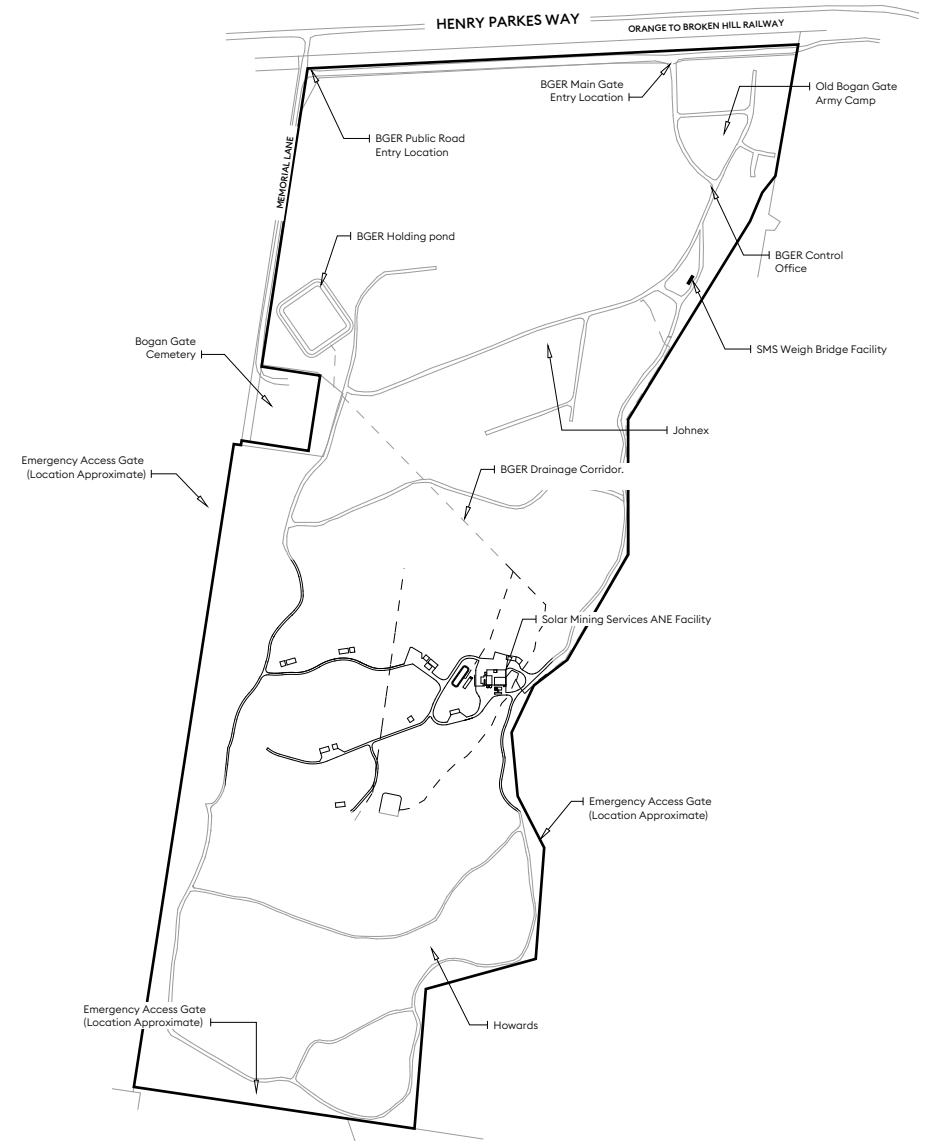 HENRY PARKES WAY
ORANGE TO BROKEN HILL RAILWAY
BGER Main Gate
Entry Location
Old Bogan Gate
Army Camp
BGER Public Road
Entry Location
MEMORIAL LANE
BGER Holding pond
BGER Control
Office
Bogan Gate
Cemetery
SMS Weigh Bridge Facility
Johnex
Emergency Access Gate
(Location Approximate)
BGER Drainage Corridor.
Solar Mining Services ANE Facility
Emergency Access Gate
(Location Approximate)
Emergency Access Gate
(Location Approximate)
Howards